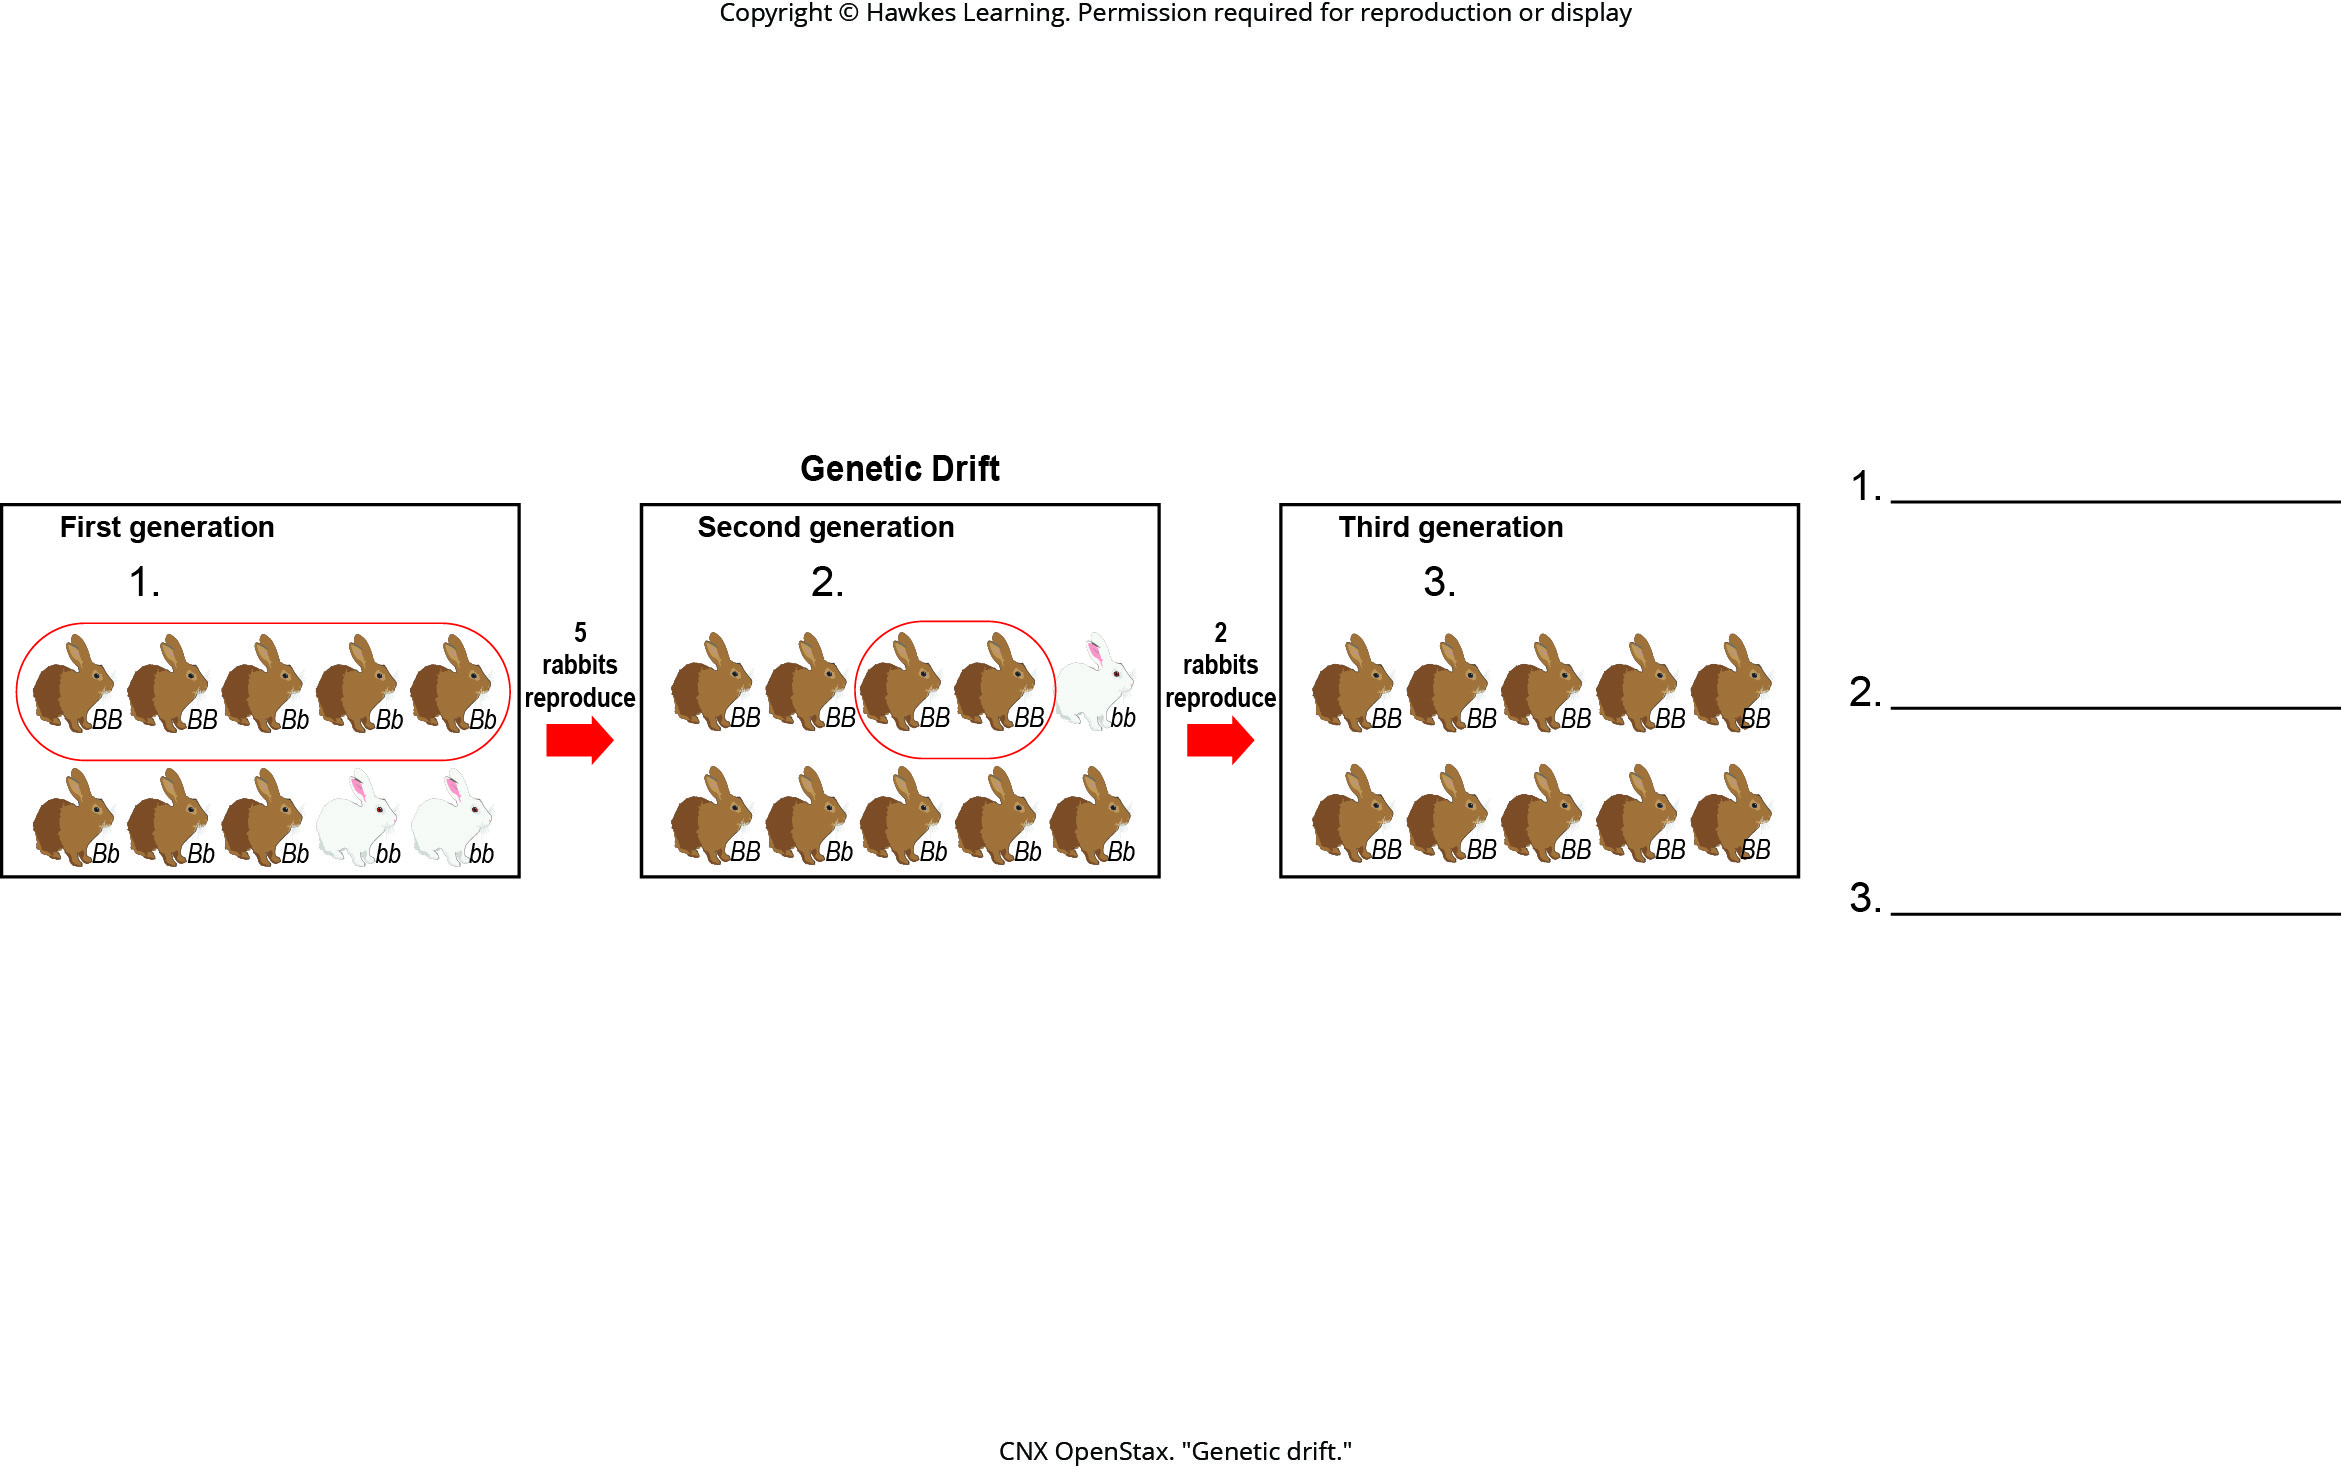 Copyright © Hawkes Learning. Permission required for reproduction or display
Genetic Drift
First generation
1.
BB BB Bb Bb Bb
Bb Bb Bb bb bb
5
rabbits
reproduce
Second generation
2.
BB BB BB BB bb
BB Bb Bb Bb Bb
2
rabbits
reproduce
Third generation
3.
BB BB BB BB BB
BB BB BB BB BB
1.
2.
3.
CNX OpenStax. "Genetic drift."